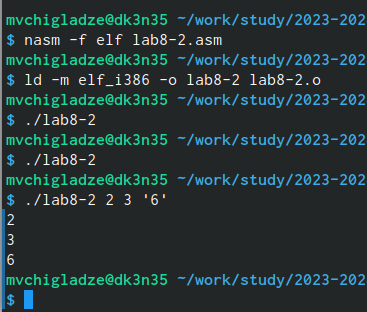 mvchigladze@dk3n35 ~/work/study/2023-202
$ nasm -f elf lab8-2.asm
mvchigladze@dk3n35 ~/work/study/2023-202
$ ld -m elf_i386 -o lab8-2 lab8-2.o
mvchigladze@dk3n35 ~/work/study/2023-202
$ ./lab8-2
mvchigladze@dk3n35 ~/work/study/2023-202
$ ./lab8-2
mvchigladze@dk3n35 ~/work/study/2023-202
$ ./lab8-2 2 3 '6'
2
3
6
mvchigladze@dk3n35 ~/work/study/2023-202
$